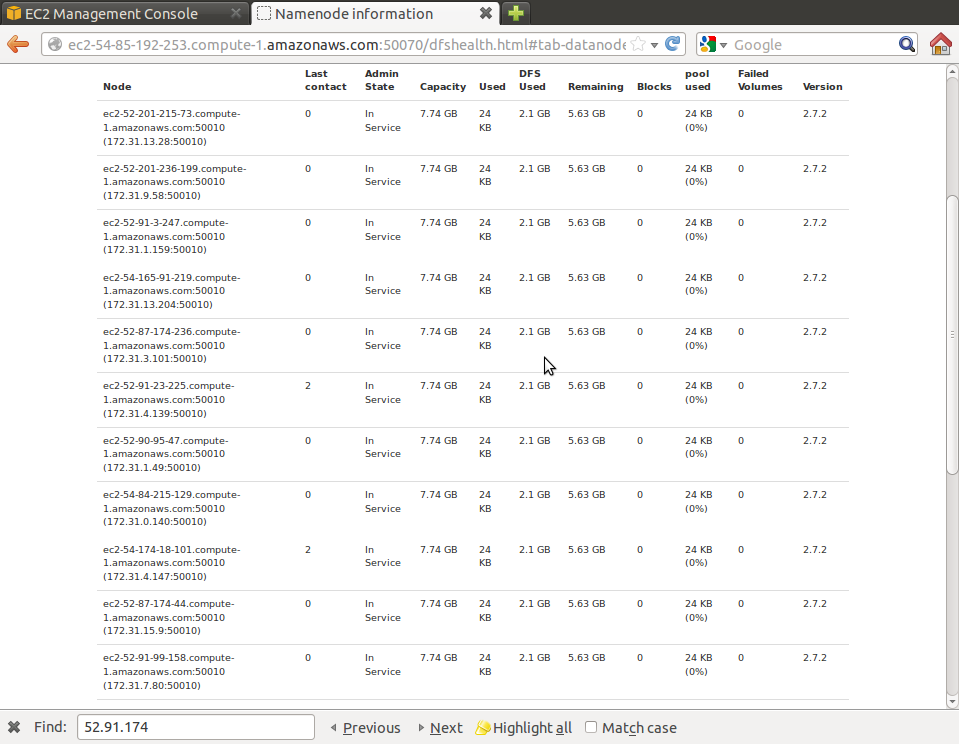 EC2 Management Console
Namenode information
ec2-54-85-192-253.compute-1.amazonaws.com:50070/dfshealth.html#tab-datanode
Google
Node Last contact Admin State Capacity Used DFS Used Remaining Blocks pool used Failed Volumes Version
ec2-52-201-215-73.compute- 0 In 7.74 GB 24 2.1 GB 5.63 GB 0 24 KB 0 2.7.2
1.amazonaws.com:50010 Service KB (0%)
(172.31.13.28:50010)
ec2-52-201-236-199.compute- 0 In 7.74 GB 24 2.1 GB 5.63 GB 0 24 KB 0 2.7.2
1.amazonaws.com:50010 Service KB (0%)
(172.31.9.58:50010)
ec2-52-91-3-247.compute- 0 In 7.74 GB 24 2.1 GB 5.63 GB 0 24 KB 0 2.7.2
1.amazonaws.com:50010 Service KB (0%)
(172.31.1.159:50010)
ec2-54-165-91-219.compute- 0 In 7.74 GB 24 2.1 GB 5.63 GB 0 24 KB 0 2.7.2
1.amazonaws.com:50010 Service KB (0%)
(172.31.13.204:50010)
ec2-52-87-174-236.compute- 0 In 7.74 GB 24 2.1 GB 5.63 GB 0 24 KB 0 2.7.2
1.amazonaws.com:50010 Service KB (0%)
(172.31.3.101:50010)
ec2-52-91-23-225.compute- 2 In 7.74 GB 24 2.1 GB 5.63 GB 0 24 KB 0 2.7.2
1.amazonaws.com:50010 Service KB (0%)
(172.31.4.139:50010)
ec2-52-90-95-47.compute- 0 In 7.74 GB 24 2.1 GB 5.63 GB 0 24 KB 0 2.7.2
1.amazonaws.com:50010 Service KB (0%)
(172.31.1.49:50010)
ec2-54-84-215-129.compute- 0 In 7.74 GB 24 2.1 GB 5.63 GB 0 24 KB 0 2.7.2
1.amazonaws.com:50010 Service KB (0%)
(172.31.0.140:50010)
ec2-54-174-18-101.compute- 2 In 7.74 GB 24 2.1 GB 5.63 GB 0 24 KB 0 2.7.2
1.amazonaws.com:50010 Service KB (0%)
(172.31.4.147:50010)
ec2-52-87-174-44.compute- 0 In 7.74 GB 24 2.1 GB 5.63 GB 0 24 KB 0 2.7.2
1.amazonaws.com:50010 Service KB (0%)
(172.31.15.9:50010)
ec2-52-91-99-158.compute- 0 In 7.74 GB 24 2.1 GB 5.63 GB 0 24 KB 0 2.7.2
1.amazonaws.com:50010 Service KB (0%)
(172.31.7.80:50010)
Find: 52.91.174 Previous Next Highlight all Match case